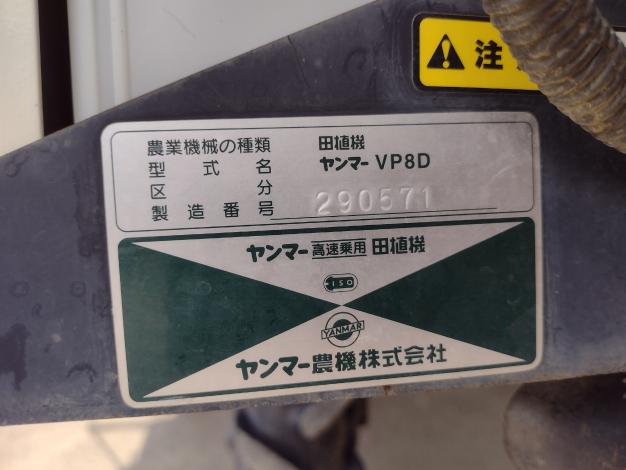 注
農業機械の種類 田植機
型式名 ヤンマー VP8D
区分
製造番号 290571
ヤンマー高速乗用田植機
ISO
YANMAR
ヤンマー農機株式会社